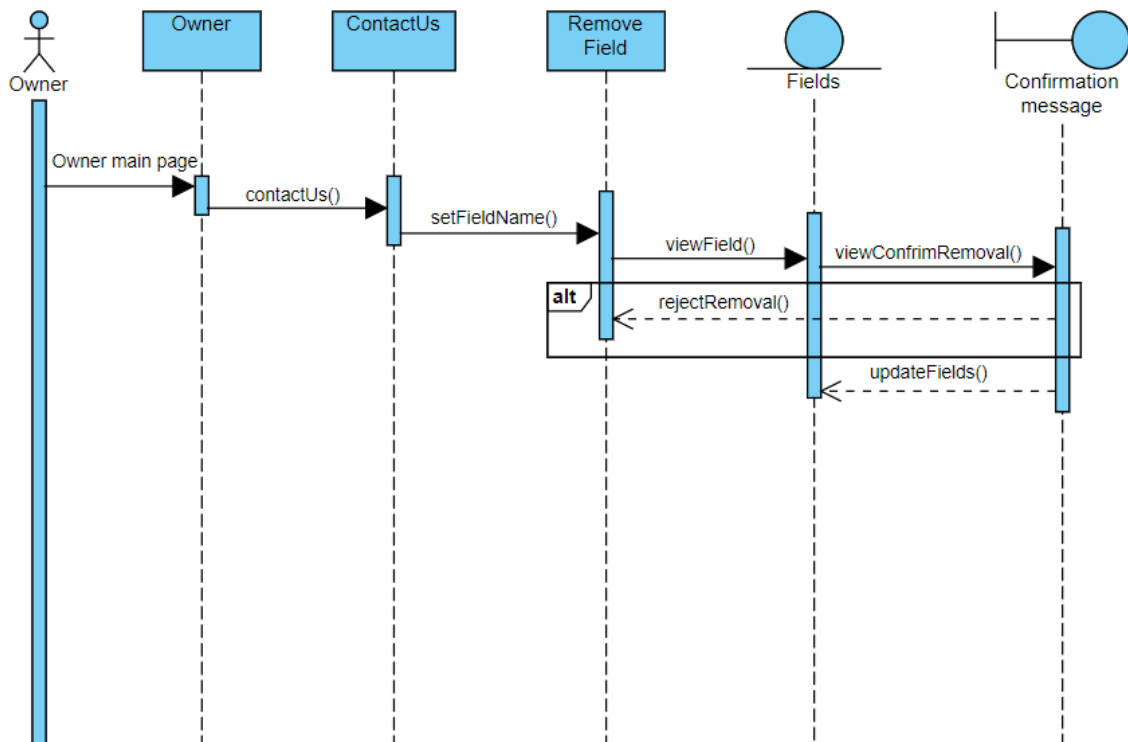 Owner
ContactUs
Remove
Field
Owner
Fields
Confirmation
message
Owner main page
contactUs()
setFieldName()
viewField()
viewConfrimRemoval()
alt
rejectRemoval()
updateFields()